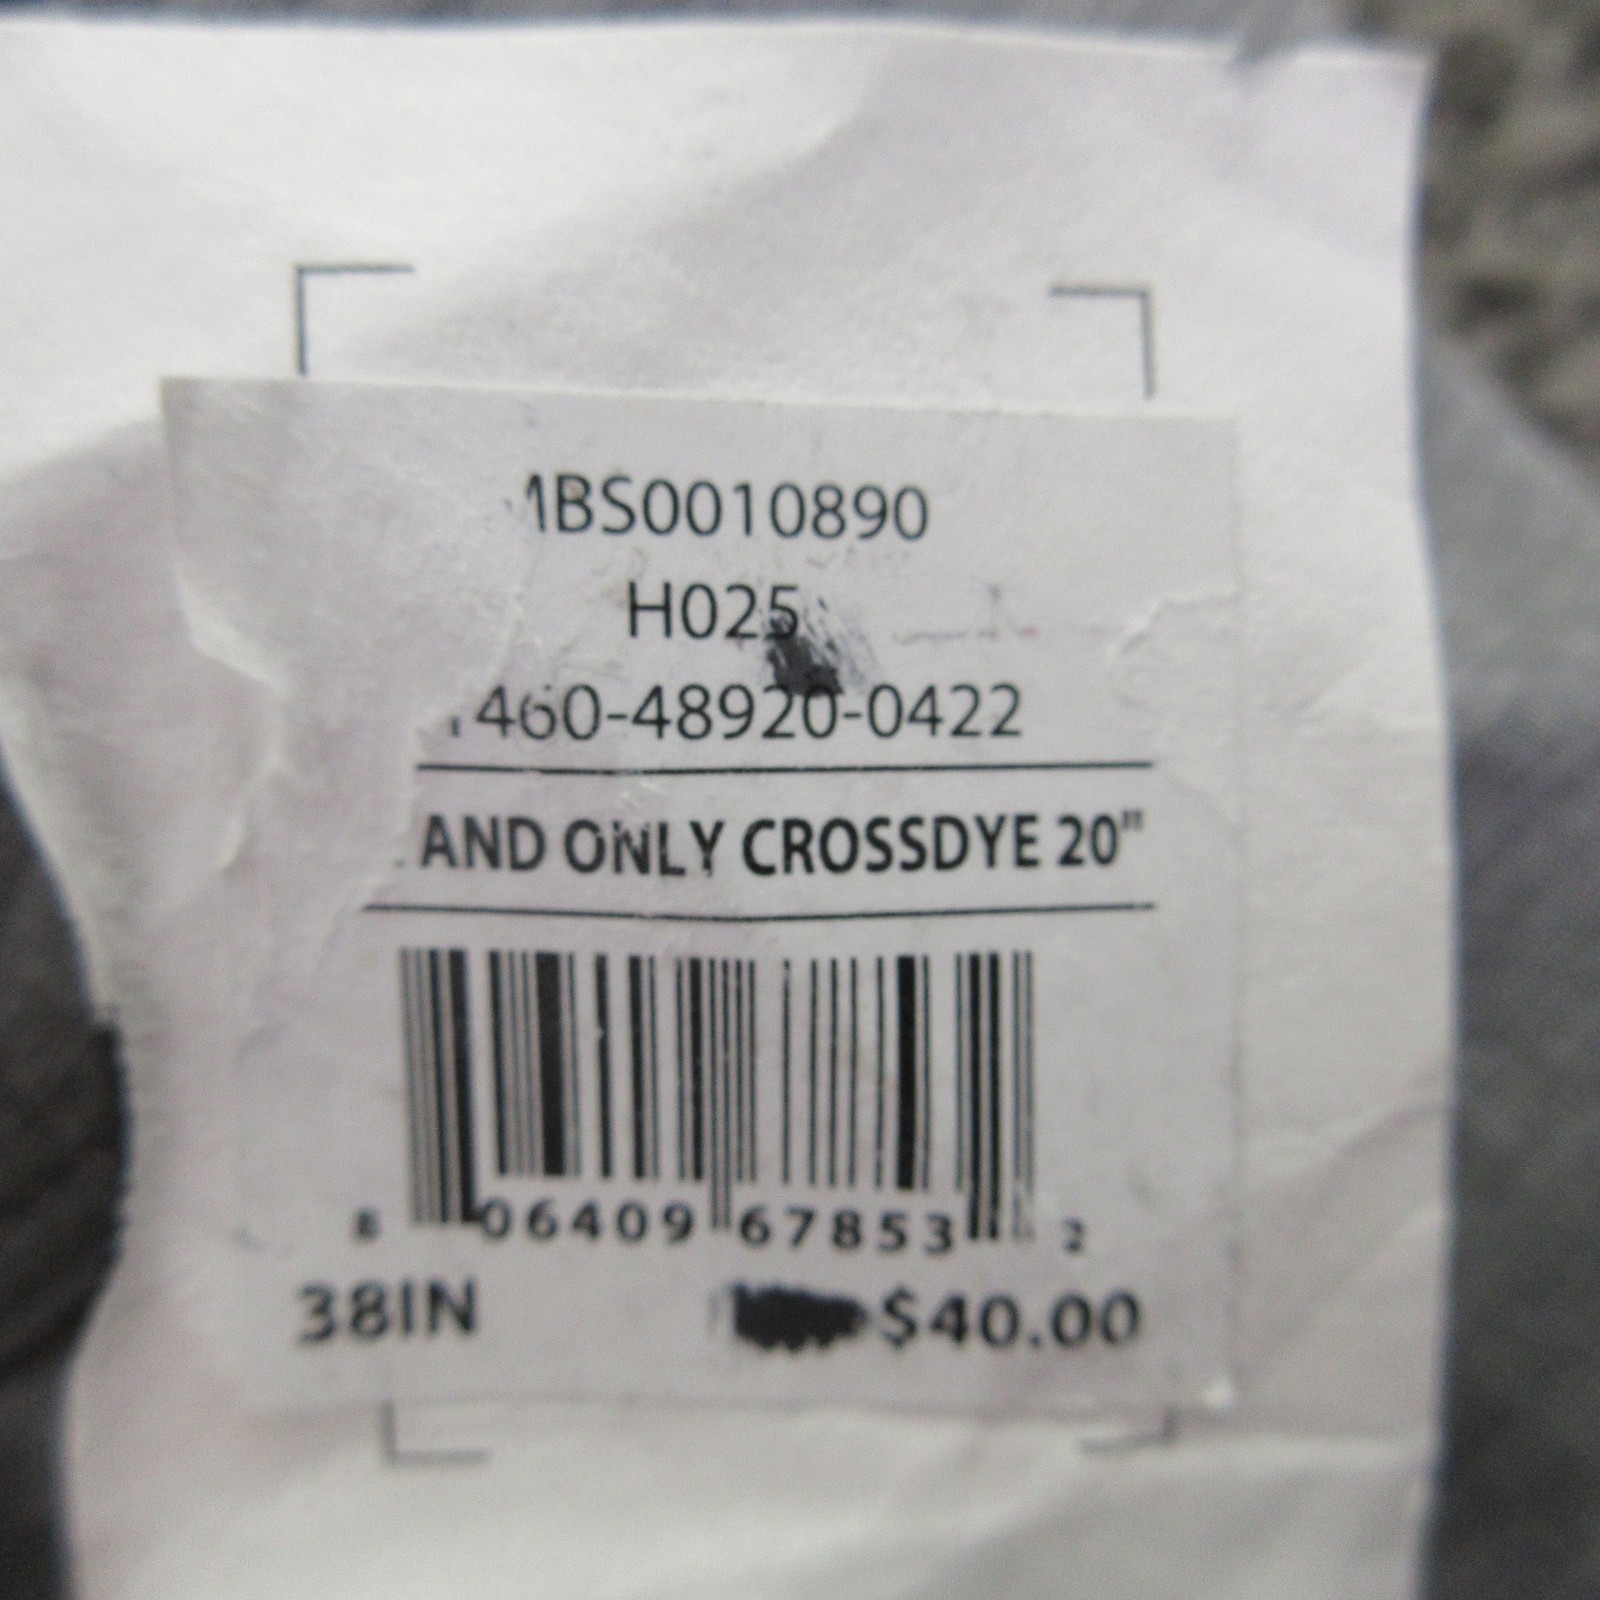 MBS0010890
H025
460-48920-0422
AND ONLY CROSSDYE 20"
8 06409 67853 2
38IN $40.00